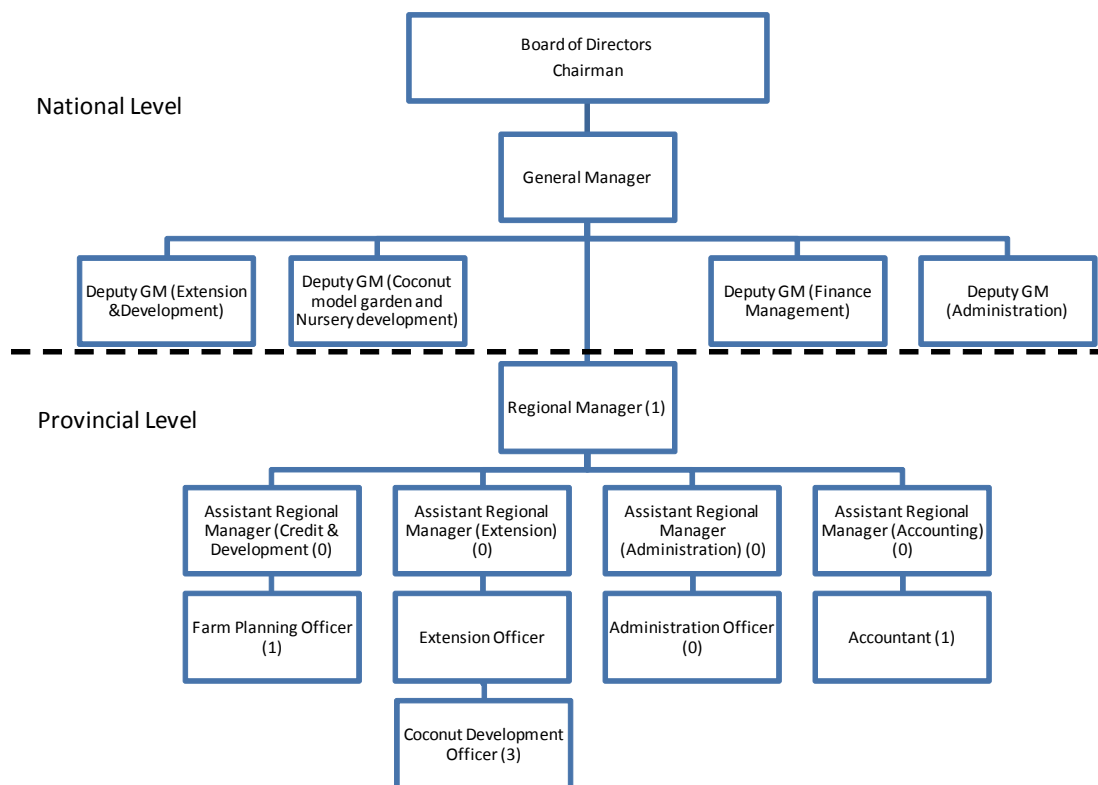 Board of Directors
Chairman
National Level
General Manager
Deputy GM (Extension
&Development)
Deputy GM (Coconut
model garden and
Nursery development)
Deputy GM (Finance
Management)
Deputy GM
(Administration)
Regional Manager (1)
Provincial Level
Assistant Regional
Manager (Credit &
Development (0)
Assistant Regional
Manager (Extension)
(0)
Assistant Regional
Manager
(Administration) (0)
Assistant Regional
Manager (Accounting)
(0)
Farm Planning Officer
(1)
Extension Officer
Administration Officer
(0)
Accountant (1)
Coconut Development
Officer (3)